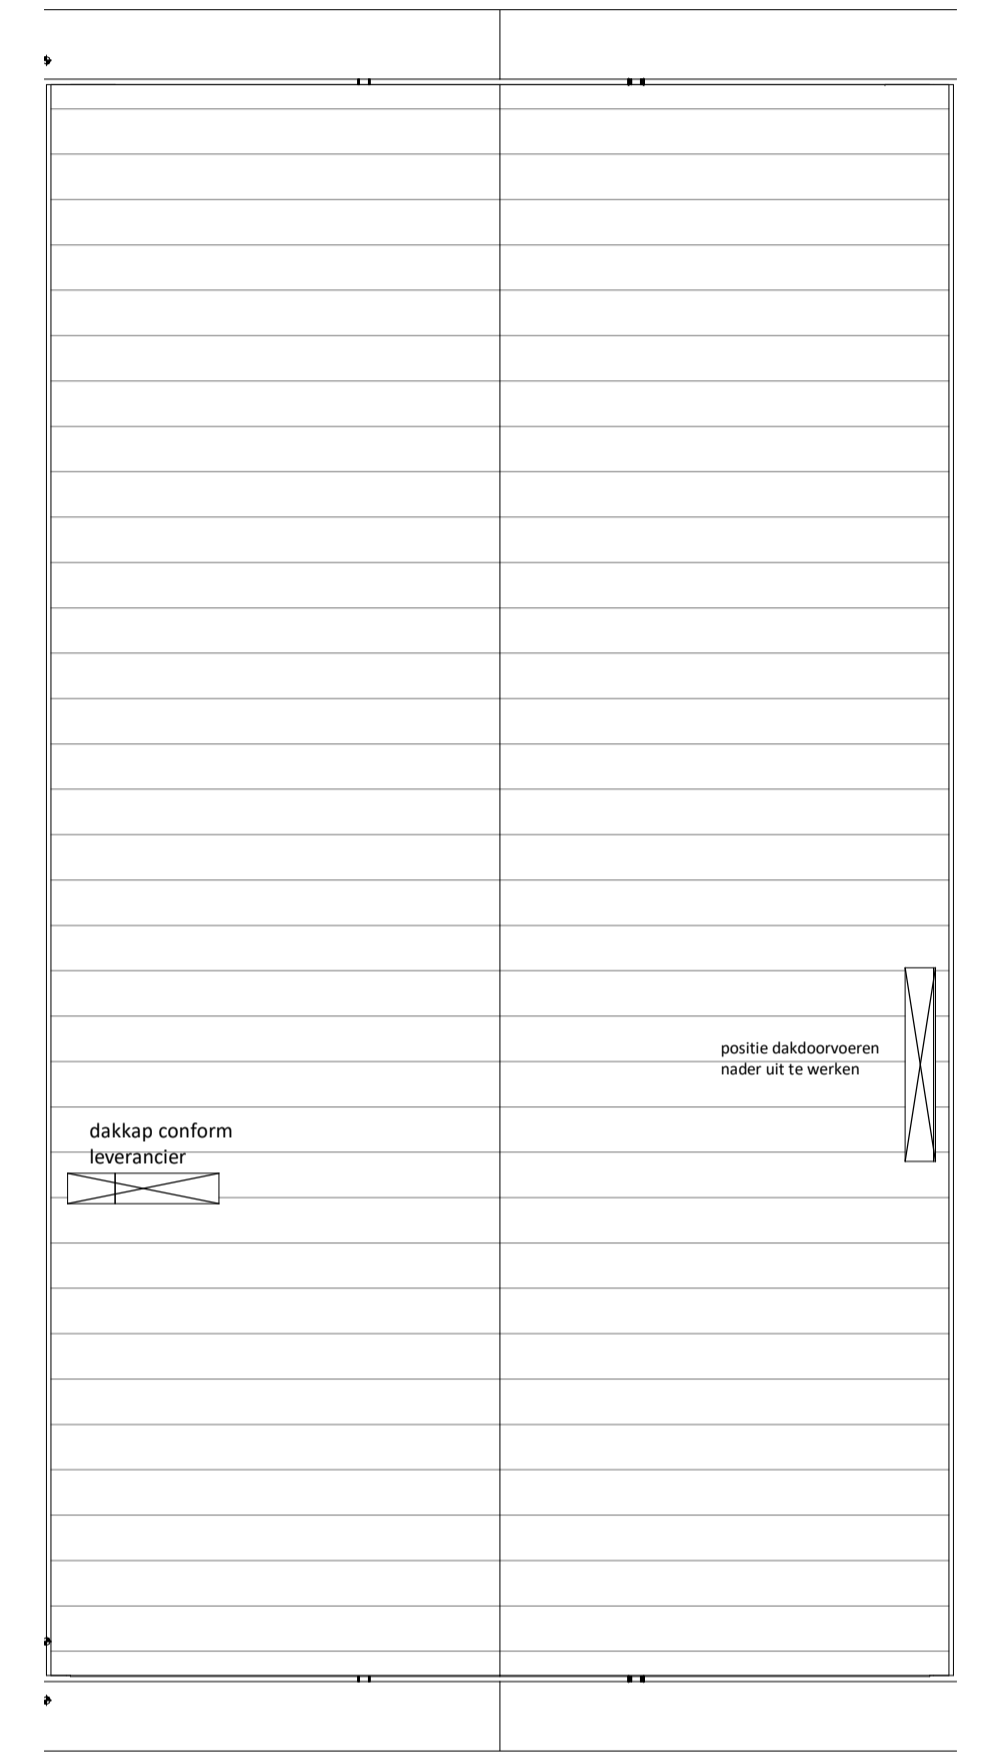 positie dakdoorvoeren
nader uit te werken
dakkap conform
leverancier